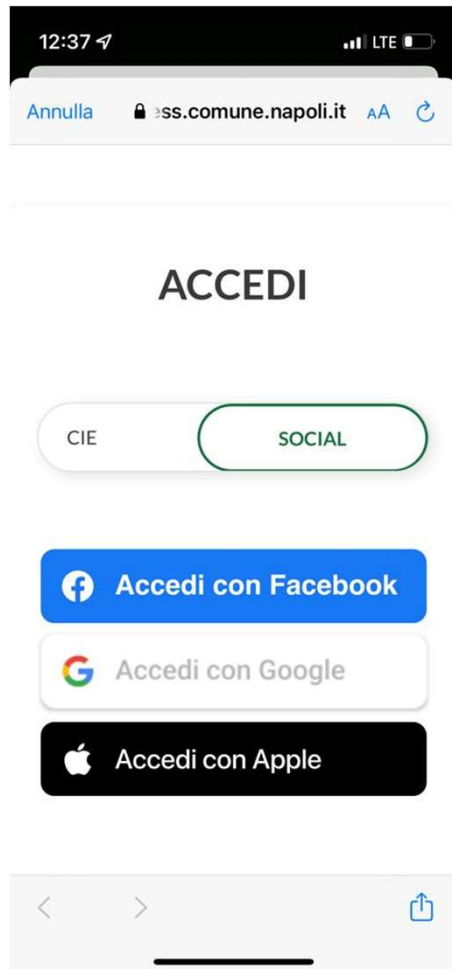 12:37
LTE
Annulla
ss.comune.napoli.it
AA
ACCEDI
CIE
SOCIAL
Accedi con Facebook
Accedi con Google
Accedi con Apple